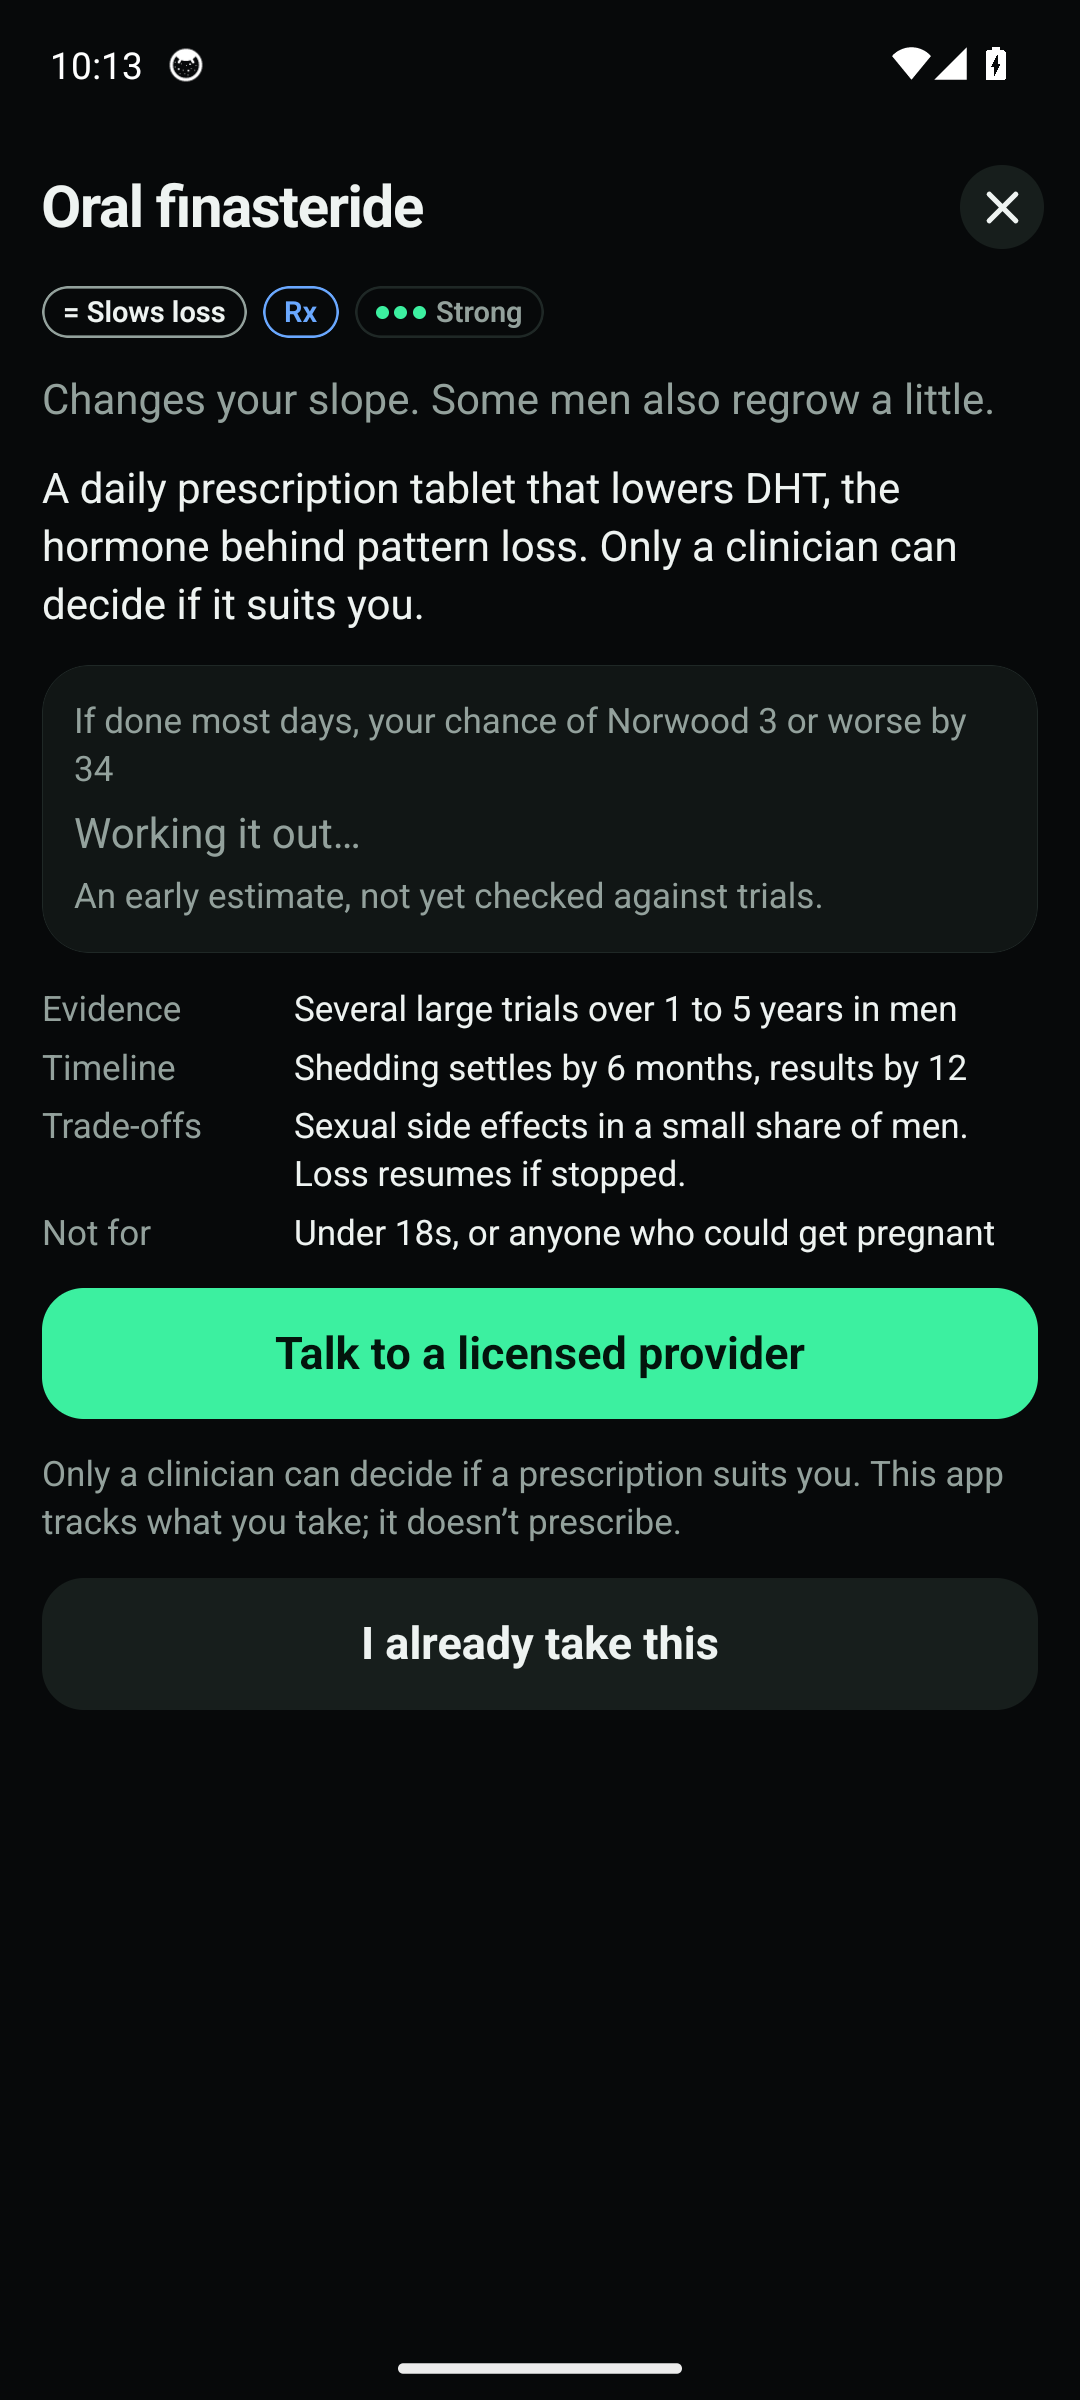 10:13
Oral finasteride
= Slows loss
Rx
Strong
Changes your slope. Some men also regrow a little.
A daily prescription tablet that lowers DHT, the
hormone behind pattern loss. Only a clinician can
decide if it suits you.
If done most days, your chance of Norwood 3 or worse by
34
Working it out…
An early estimate, not yet checked against trials.
Evidence Several large trials over 1 to 5 years in men
Timeline Shedding settles by 6 months, results by 12
Trade-offs Sexual side effects in a small share of men.
Loss resumes if stopped.
Not for Under 18s, or anyone who could get pregnant
Talk to a licensed provider
Only a clinician can decide if a prescription suits you. This app
tracks what you take; it doesn’t prescribe.
I already take this